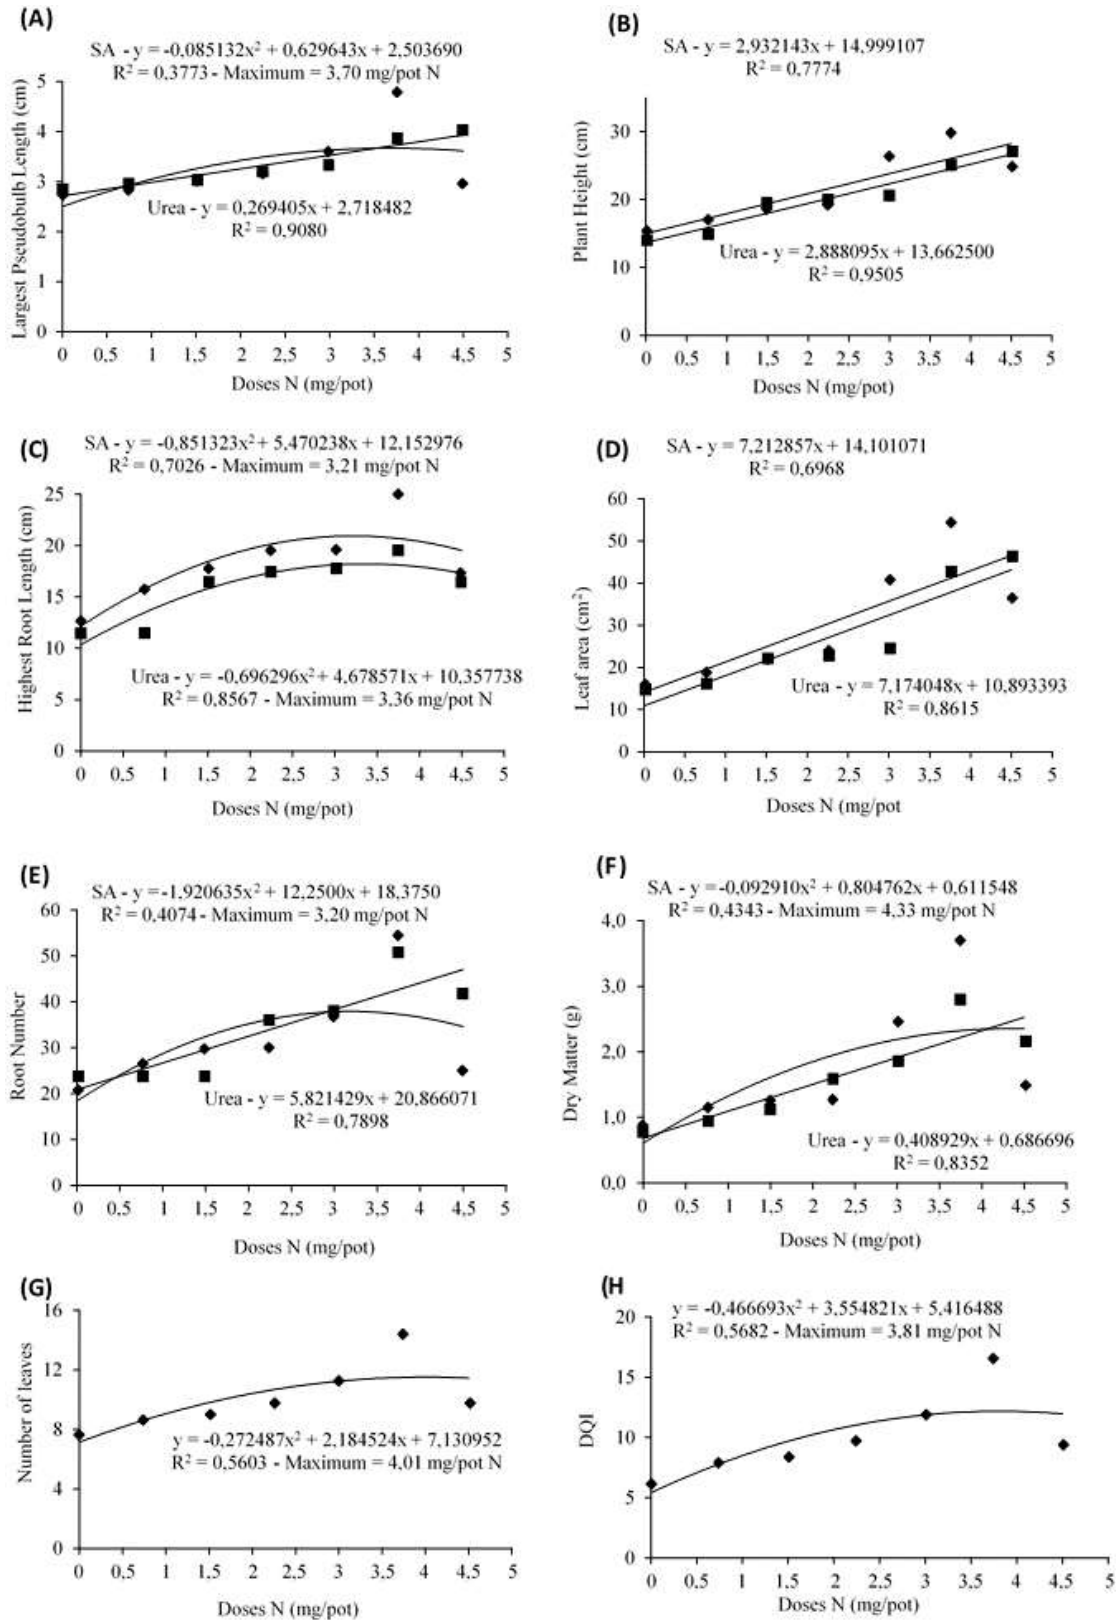 (A)
SA - y = -0,085132x² + 0,629643x + 2,503690
R² = 0,3773 - Maximum = 3,70 mg/pot N
Largest Pseudobulb Length (cm)
5
4
3
2
1
0
Urea - y = 0,269405x + 2,718482
R² = 0,9080
0 0,5 1 1,5 2 2,5 3 3,5 4 4,5 5
Doses N (mg/pot)
(B)
SA - y = 2,932143x + 14,999107
R² = 0,7774
Plant Height (cm)
30
20
10
0
Urea - y = 2,888095x + 13,662500
R² = 0,9505
0 0,5 1 1,5 2 2,5 3 3,5 4 4,5 5
Doses N (mg/pot)
(C)
SA - y = -0,851323x² + 5,470238x + 12,152976
R² = 0,7026 - Maximum = 3,21 mg/pot N
Highest Root Length (cm)
25
20
15
10
5
0
Urea - y = -0,696296x² + 4,678571x + 10,357738
R² = 0,8567 - Maximum = 3,36 mg/pot N
0 0,5 1 1,5 2 2,5 3 3,5 4 4,5 5
Doses N (mg/pot)
(D)
SA - y = 7,212857x + 14,101071
R² = 0,6968
Leaf area (cm²)
60
50
40
30
20
10
0
Urea - y = 7,174048x + 10,893393
R² = 0,8615
0 0,5 1 1,5 2 2,5 3 3,5 4 4,5 5
Doses N (mg/pot
(E)
SA - y =-1,920635x² + 12,2500x + 18,3750
R² = 0,4074 - Maximum = 3,20 mg/pot N
Root Number
60
50
40
30
20
10
0
Urea - y = 5,821429x + 20,866071
R² = 0,7898
0 0,5 1 1,5 2 2,5 3 3,5 4 4,5 5
Doses N (mg/pot)
(F)
SA - y =-0,092910x² + 0,804762x + 0,611548
R² = 0,4343 - Maximum = 4,33 mg/pot N
Dry Matter (g)
4,0
3,0
2,0
1,0
0,0
Urea - y = 0,408929x + 0,686696
R² = 0,8352
0 0,5 1 1,5 2 2,5 3 3,5 4 4,5 5
Doses N (mg/pot)
(G)
Number of leaves
16
12
8
4
0
y = -0,272487x² + 2,184524x + 7,130952
R² = 0,5603 - Maximum = 4,01 mg/pot N
0 0,5 1 1,5 2 2,5 3 3,5 4 4,5 5
Doses N (mg/pot)
(H
y = -0,466693x² + 3,554821x + 5,416488
R² = 0,5682 - Maximum = 3,81 mg/pot N
DQI
20
15
10
5
0
0 0,5 1 1,5 2 2,5 3 3,5 4 4,5 5
Doses N (mg/pot)